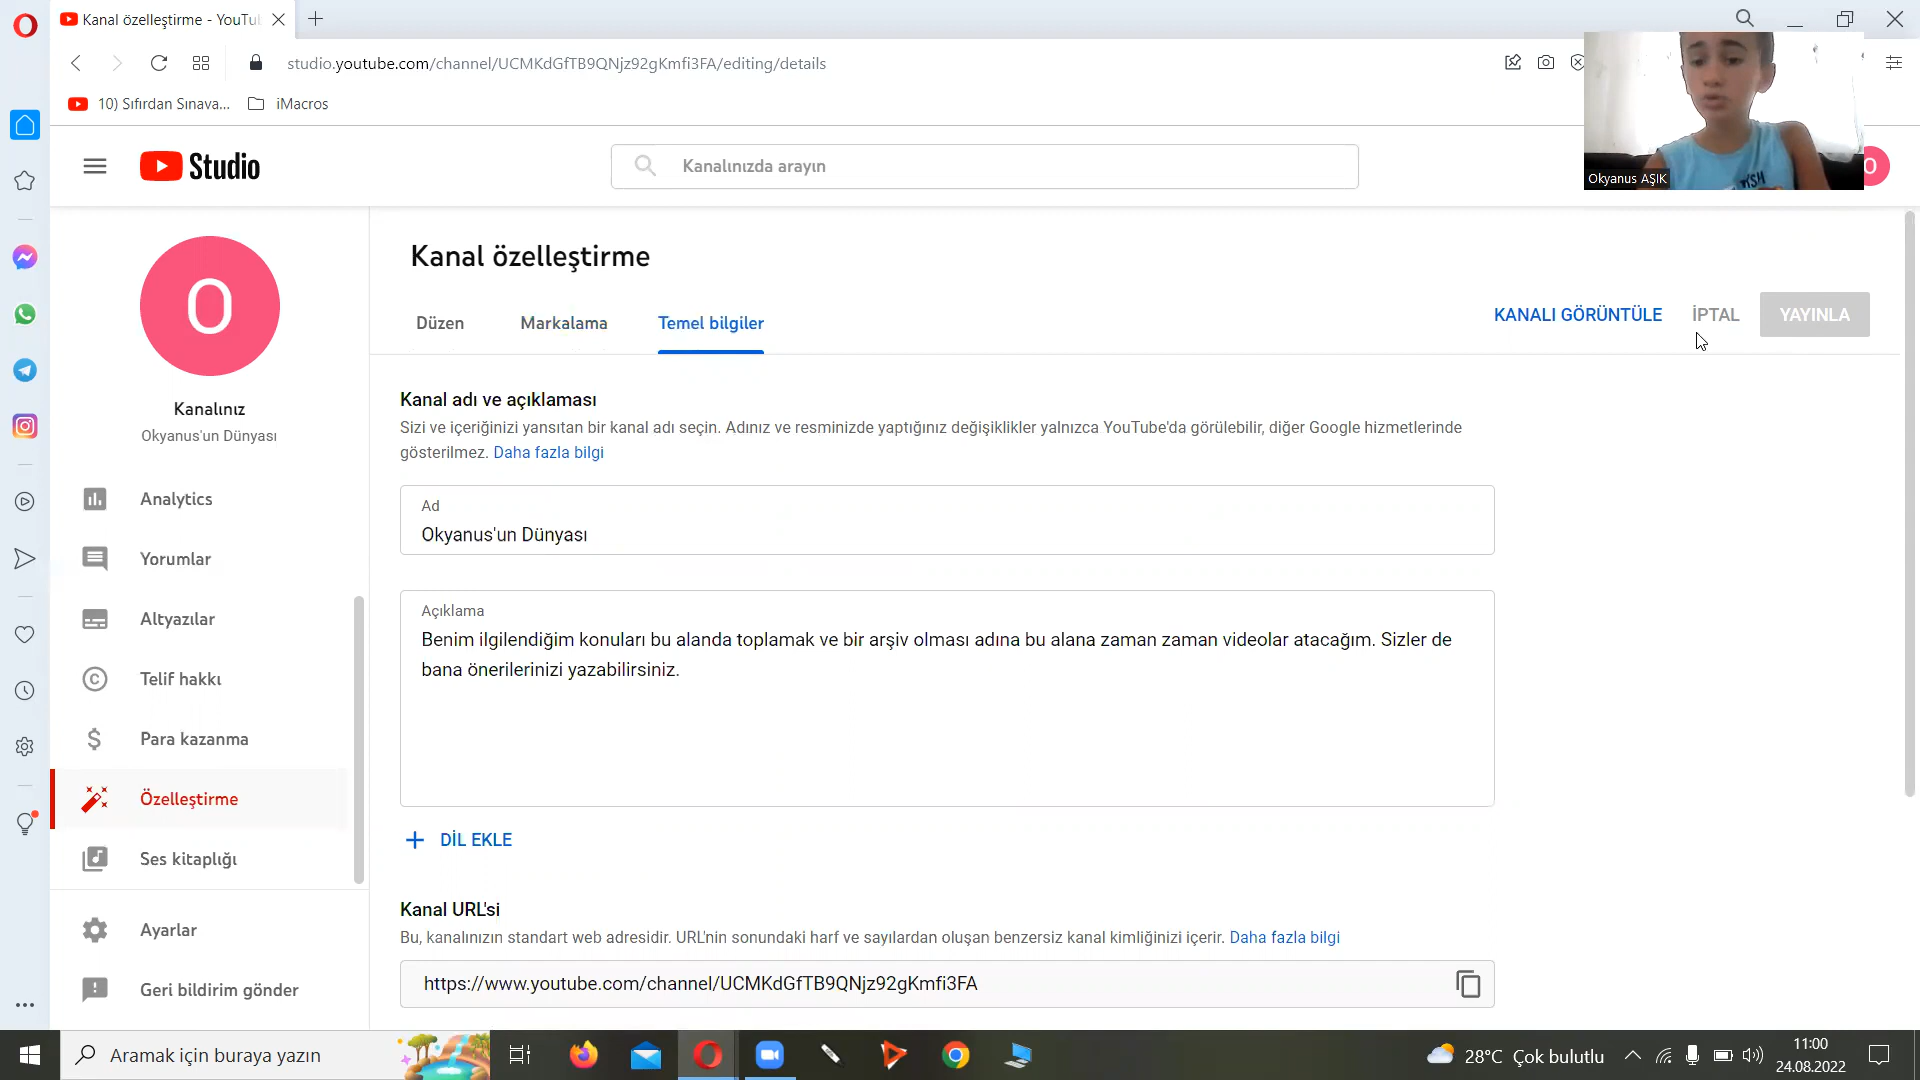 Kanal özelleştirme - YouTu
studio.youtube.com/channel/UCMKdGfTB9QNjz92gKmfi3FA/editing/details
10) Sıfırdan Sınava...
iMacros
Studio
Kanalınızda arayın
Okyanus AŞIK
O
O
Kanalınız
Okyanus'un Dünyası
Analytics
Yorumlar
Altyazılar
Telif hakkı
Para kazanma
Özelleştirme
Ses kitaplığı
Ayarlar
Geri bildirim gönder
Kanal özelleştirme
Düzen
Markalama
Temel bilgiler
KANALI GÖRÜNTÜLE
İPTAL
YAYINLA
Kanal adı ve açıklaması
Sizi ve içeriğinizi yansıtan bir kanal adı seçin. Adınız ve resminizde yaptığınız değişiklikler yalnızca YouTube'da görülebilir, diğer Google hizmetlerinde
gösterilmez. Daha fazla bilgi
Ad
Okyanus'un Dünyası
Açıklama
Benim ilgilendiğim konuları bu alanda toplamak ve bir arşiv olması adına bu alana zaman zaman videolar atacağım. Sizler de
bana önerilerinizi yazabilirsiniz.
DİL EKLE
Kanal URL'si
Bu, kanalınızın standart web adresidir. URL'nin sonundaki harf ve sayılardan oluşan benzersiz kanal kimliğinizi içerir. Daha fazla bilgi
https://www.youtube.com/channel/UCMKdGfTB9QNjz92gKmfi3FA
Aramak için buraya yazın
28°C Çok bulutlu
11:00
24.08.2022